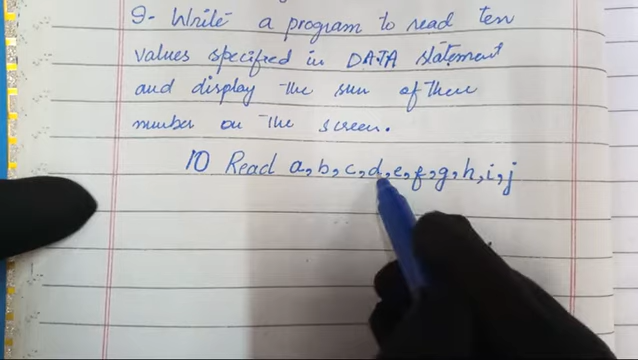 9- Write a program to read ten
values specified in DATA statement
and display the sum of these
number on the screen.
10 Read a, b, c, d, e, f, g, h, i, j